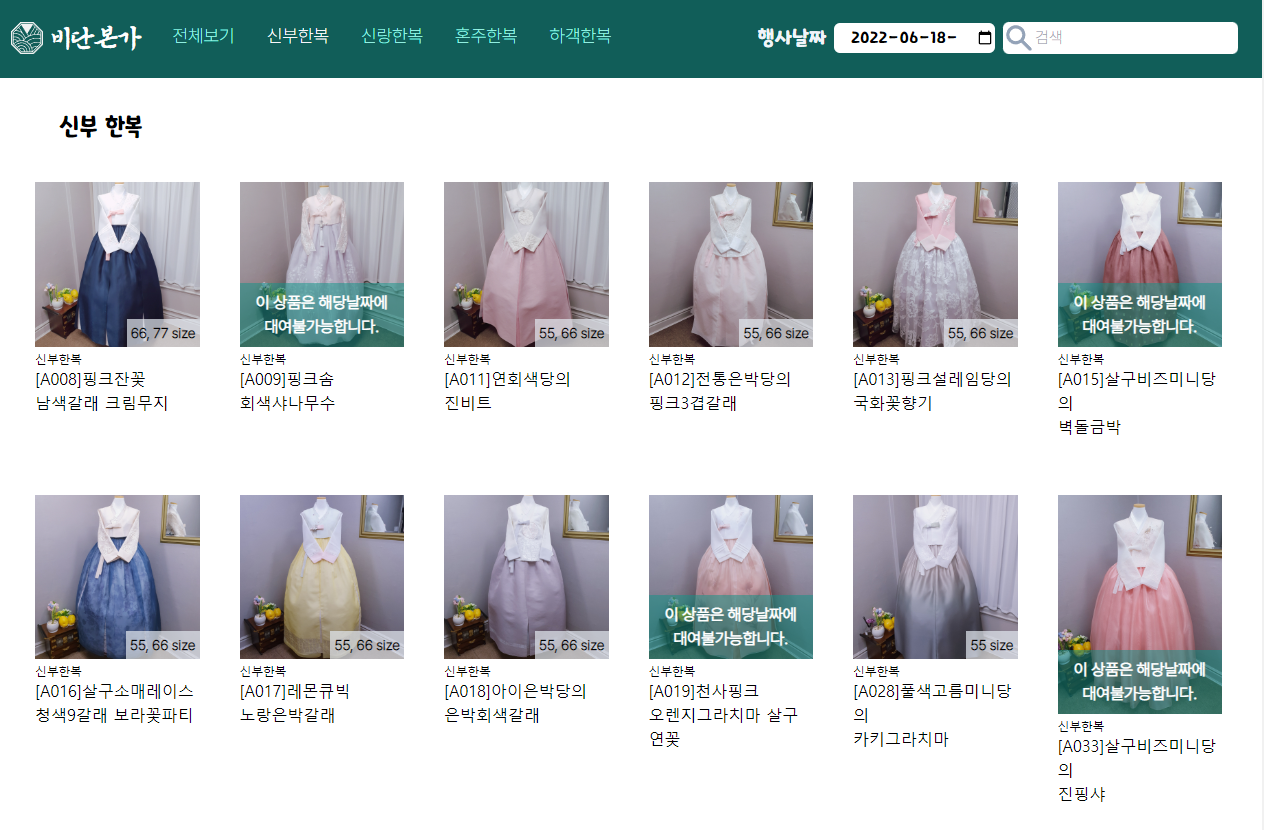 비단본가 전체보기 신부한복 신랑한복 혼주한복 하객한복 행사날짜 2022-06-18- 검색
신부 한복
66, 77 size
신부한복
[A008]핑크잔꽃
남색갈래 크림무지
이 상품은 해당날짜에
대여불가능합니다.
신부한복
[A009]핑크솜
회색샤나무수
55, 66 size
신부한복
[A011]연회색당의
진비트
55, 66 size
신부한복
[A012]전통은박당의
핑크3겹갈래
55, 66 size
신부한복
[A013]핑크설레임당의
국화꽃향기
이 상품은 해당날짜에
대여불가능합니다.
신부한복
[A015]살구비즈미니당
의
벽돌금박
55, 66 size
신부한복
[A016]살구소매레이스
청색9갈래 보라꽃파티
55, 66 size
신부한복
[A017]레몬큐빅
노랑은박갈래
55, 66 size
신부한복
[A018]아이은박당의
은박회색갈래
이 상품은 해당날짜에
대여불가능합니다.
신부한복
[A019]천사핑크
오렌지그라치마 살구
연꽃
55 size
신부한복
[A028]풀색고름미니당
의
카키그라치마
이 상품은 해당날짜에
대여불가능합니다.
신부한복
[A033]살구비즈미니당
의
진핑샤